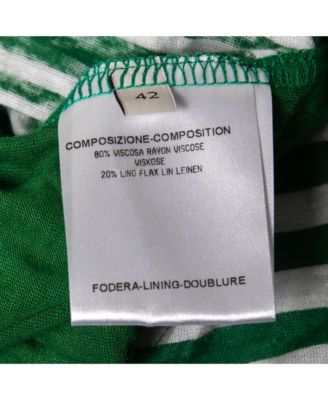 42
COMPOSIZIONE-COMPOSITION
80% VISCOSA RAYON VISCOSE
VISKOSE
20% LINO FLAX LIN LEINEN
FODERA-LINING-DOUBLURE